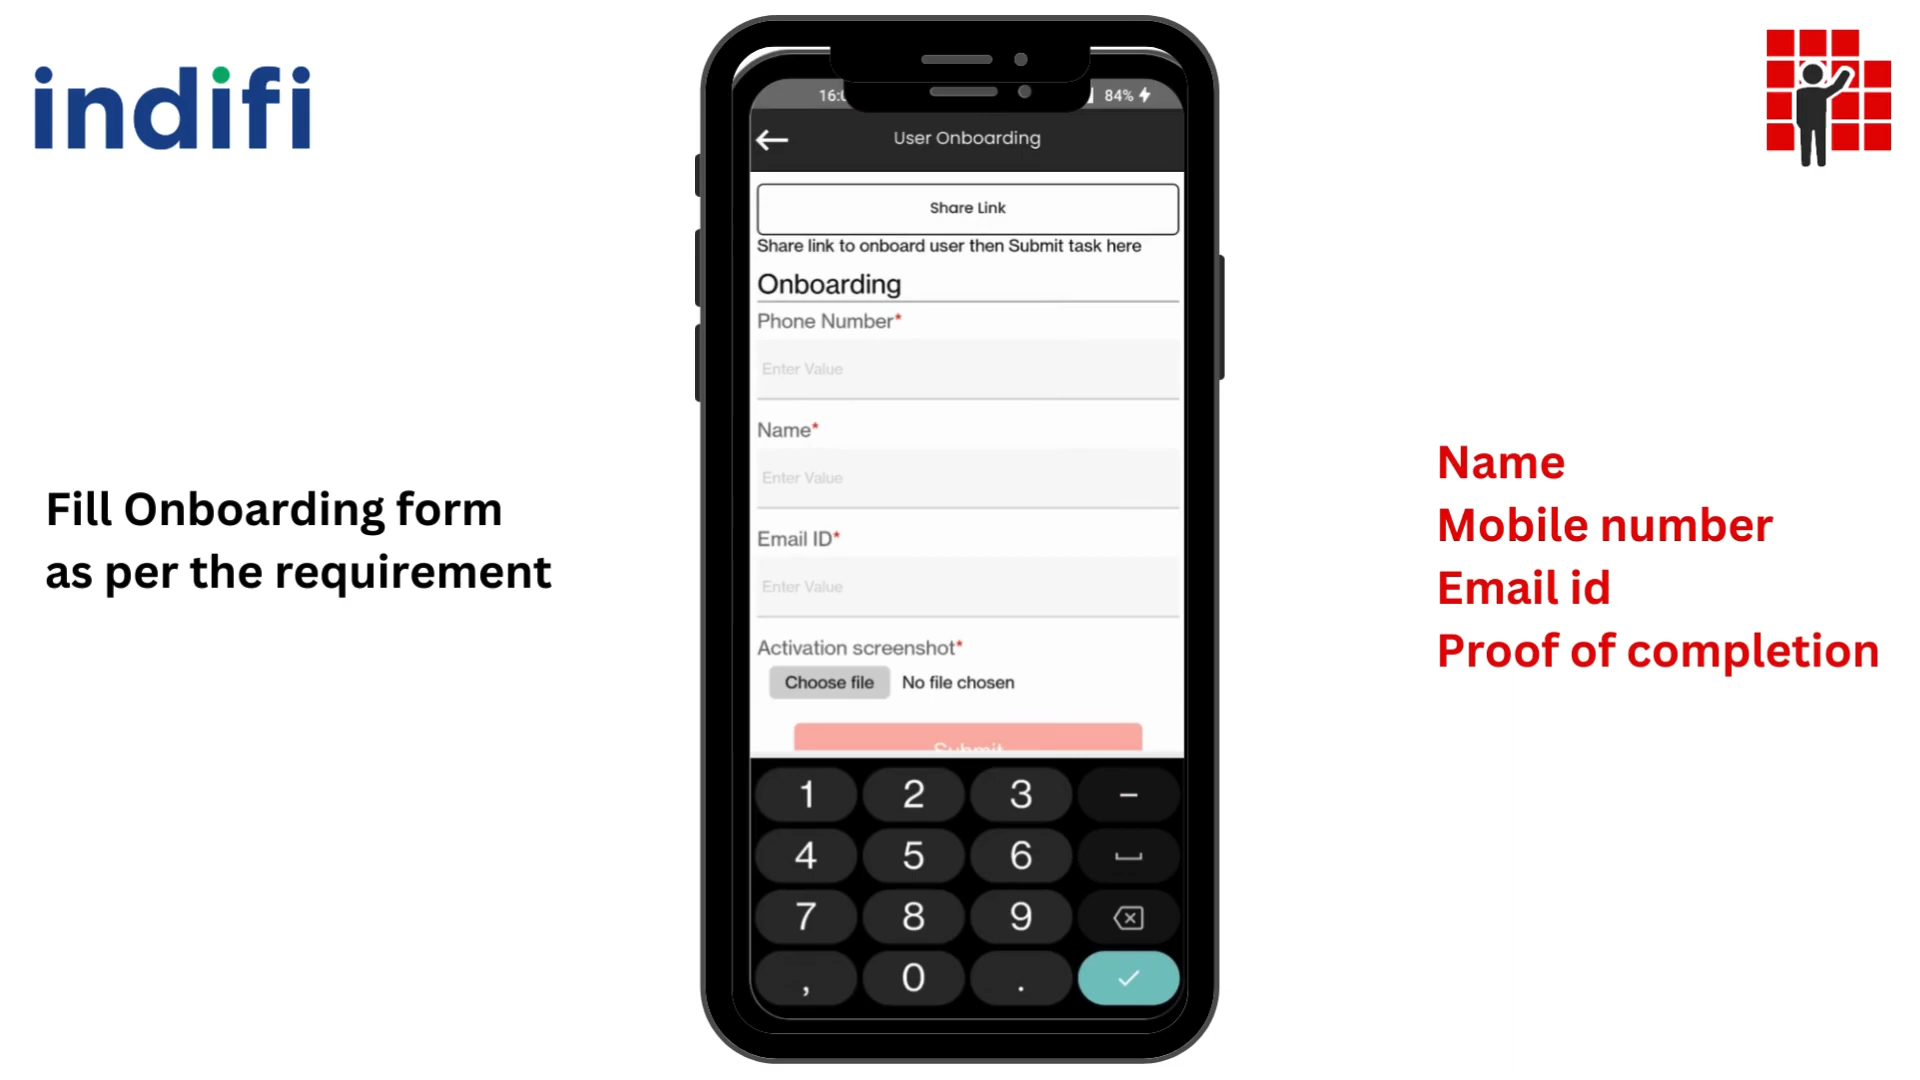 indifi
84%
User Onboarding
Share Link
Share link to onboard user then Submit task here
Onboarding
Phone Number*
Enter Value
Name*
Enter Value
Email ID*
Enter Value
Activation screenshot*
Choose file No file chosen
Submit
1 2 3 –
4 5 6
7 8 9
, 0 .
Fill Onboarding form
as per the requirement
Name
Mobile number
Email id
Proof of completion